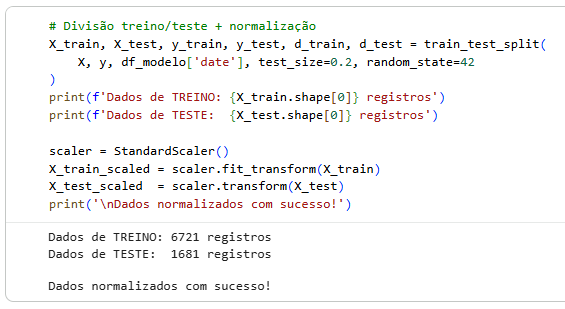 # Divisão treino/teste + normalização
X_train, X_test, y_train, y_test, d_train, d_test = train_test_split(
    X, y, df_modelo['date'], test_size=0.2, random_state=42
)
print(f'Dados de TREINO: {X_train.shape[0]} registros')
print(f'Dados de TESTE:  {X_test.shape[0]} registros')

scaler = StandardScaler()
X_train_scaled = scaler.fit_transform(X_train)
X_test_scaled  = scaler.transform(X_test)
print('\nDados normalizados com sucesso!')
Dados de TREINO: 6721 registros
Dados de TESTE:  1681 registros

Dados normalizados com sucesso!